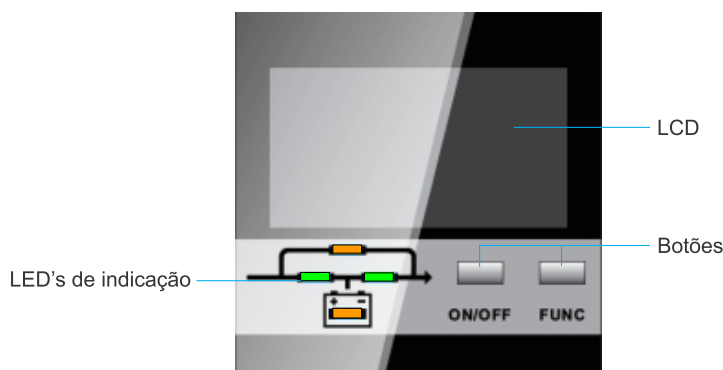 LCD
Botões
LED's de indicação
+ −
ON/OFF FUNC